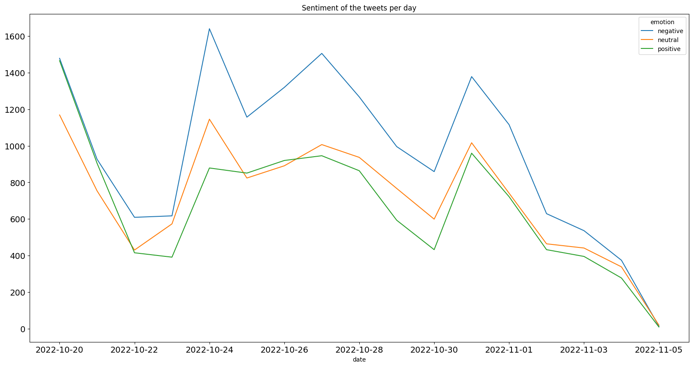 Sentiment of the tweets per day
emotion
negative
neutral
positive
1600
1400
1200
1000
800
600
400
200
0
2022-10-20 2022-10-22 2022-10-24 2022-10-26 2022-10-28 2022-10-30 2022-11-01 2022-11-03 2022-11-05
date